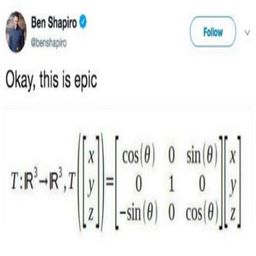 Ben Shapiro
@benshapiro
Follow
Okay, this is epic
T:ℝ³→ℝ³, T([x y z]) = [cos(θ) 0 sin(θ)
0 1 0
-sin(θ) 0 cos(θ)] [x y z]